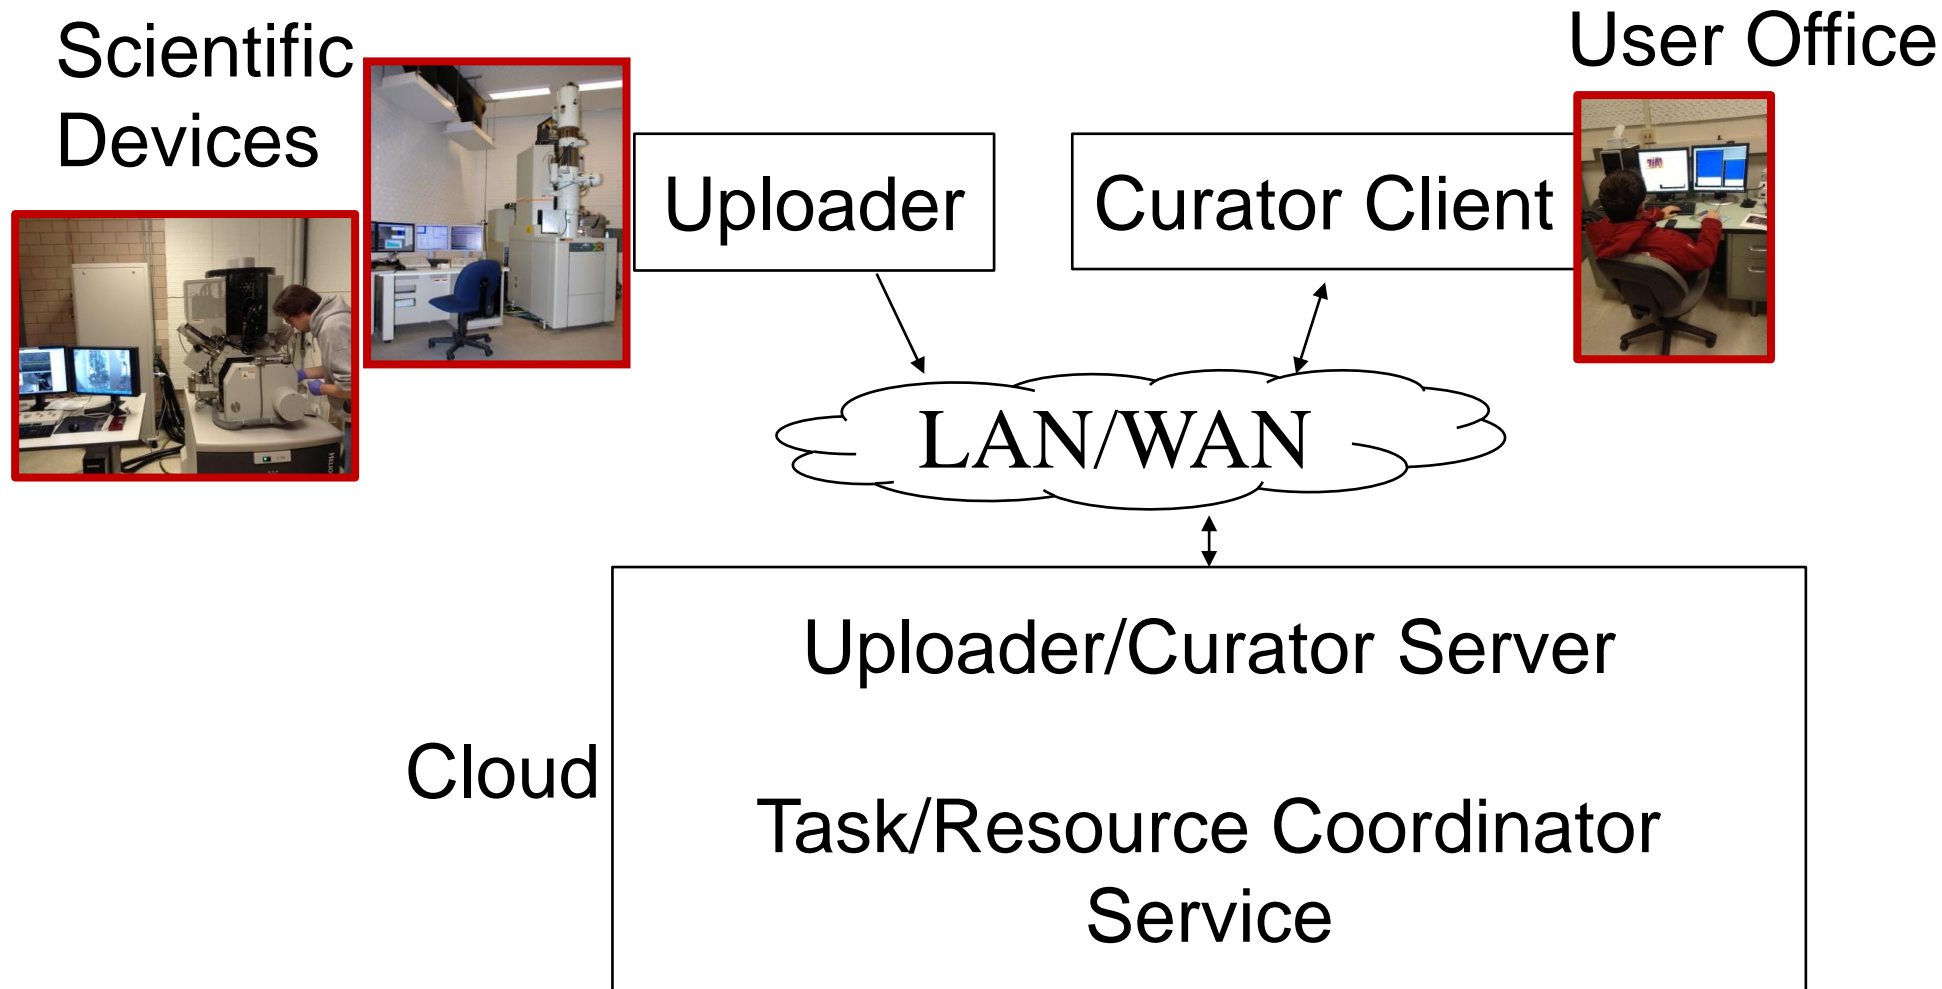 Scientific
Devices
User Office
Uploader
Curator Client
LAN/WAN
Cloud
Uploader/Curator Server
Task/Resource Coordinator
Service